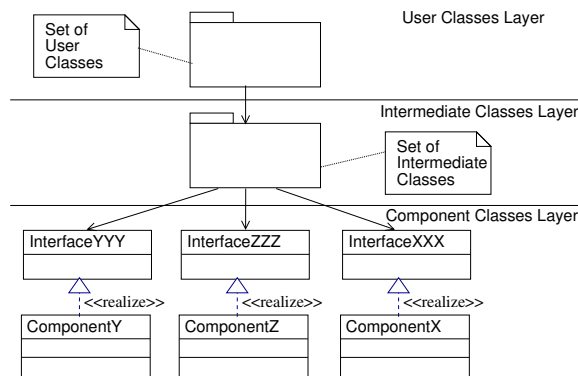 User Classes Layer
Set of
User
Classes
Intermediate Classes Layer
Set of
Intermediate
Classes
Component Classes Layer
InterfaceYYY
InterfaceZZZ
InterfaceXXX
<<realize>>
<<realize>>
<<realize>>
ComponentY
ComponentZ
ComponentX